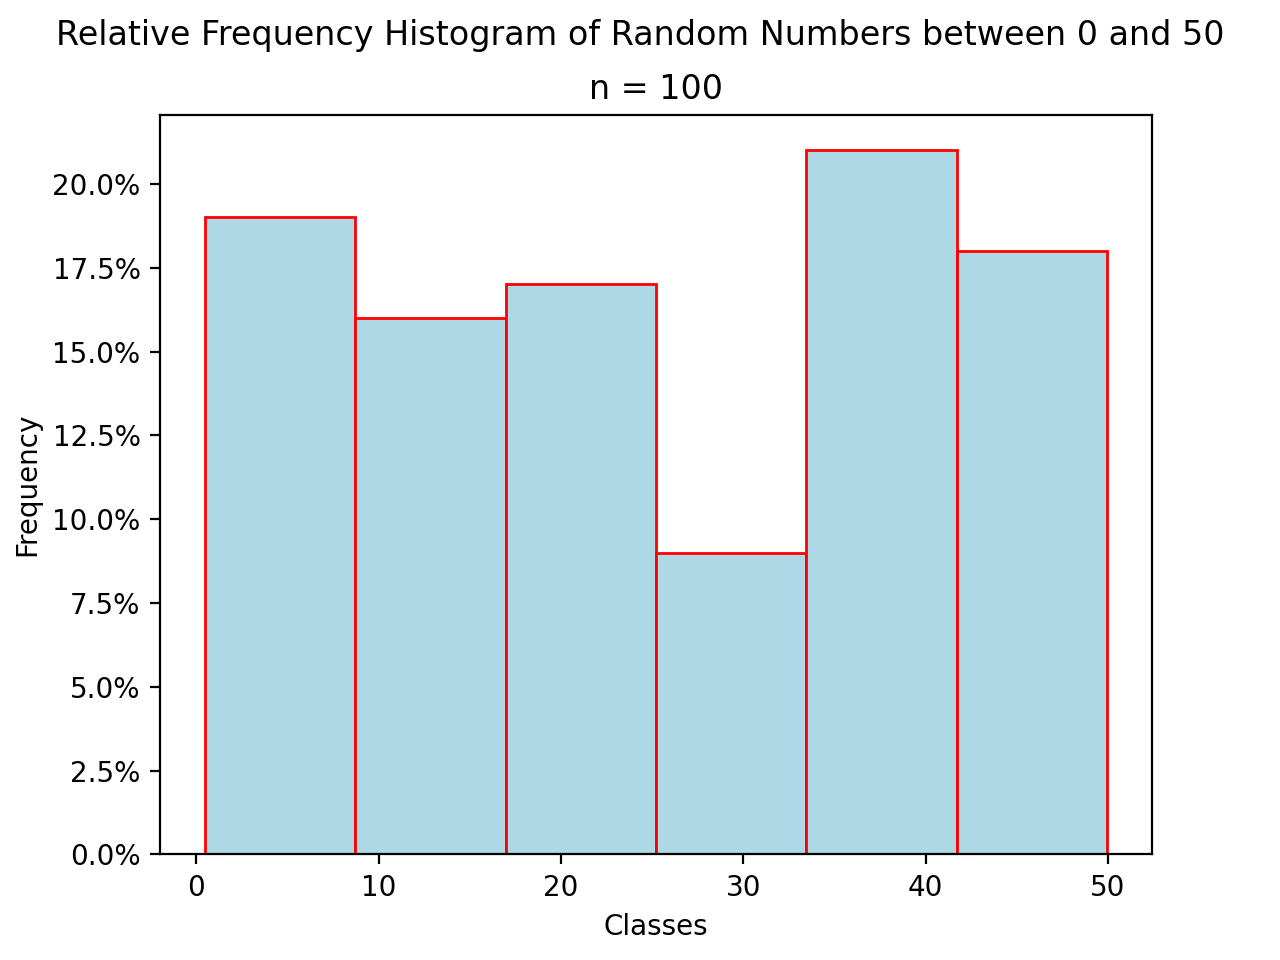 Relative Frequency Histogram of Random Numbers between 0 and 50
n = 100
20.0%
17.5%
15.0%
12.5%
10.0%
7.5%
5.0%
2.5%
0.0%
Frequency
0 10 20 30 40 50
Classes